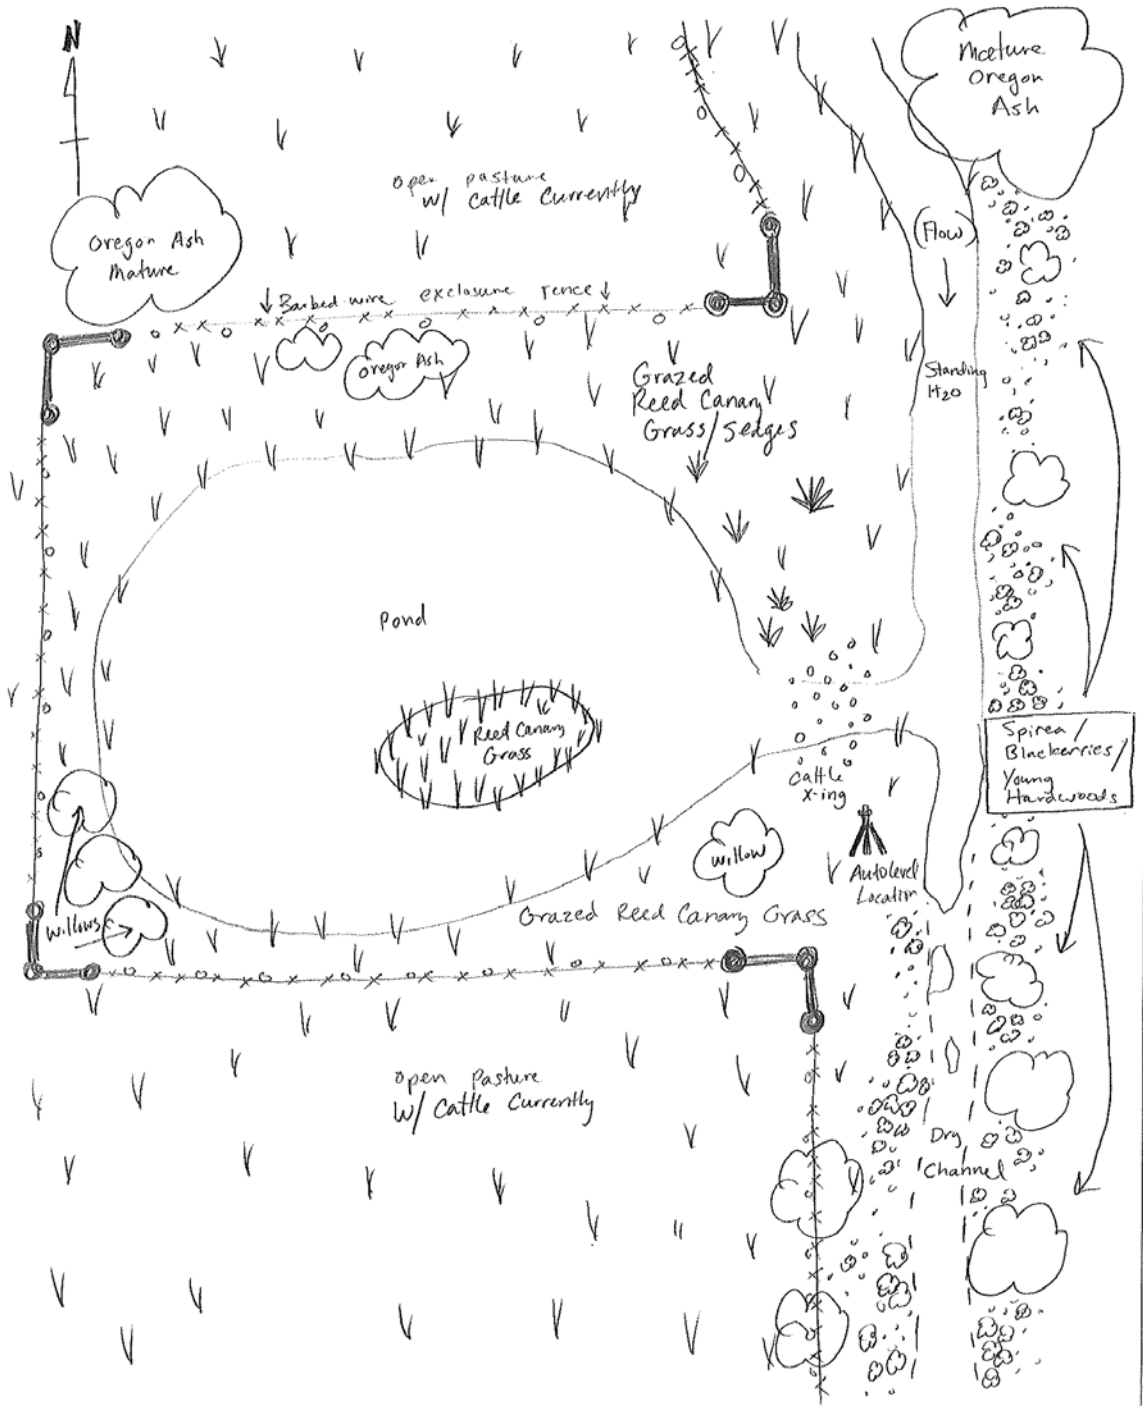 N
Mature
Oregon
Ash
open pasture
w/ Cattle Currently
Oregon Ash
Mature
(Flow)
Barbed-wire exclosure fence
Oregon Ash
Grazed
Reed Canary
Grass/Sedges
Standing
H2O
Pond
Reed Canary
Grass
Spirea/
Blackerries/
Young
Hardwoods
Cattle
X-ing
Willow
Autolevel
Location
Willows
Grazed Reed Canary Grass
open Pasture
W/ Cattle Currently
Dry
Channel